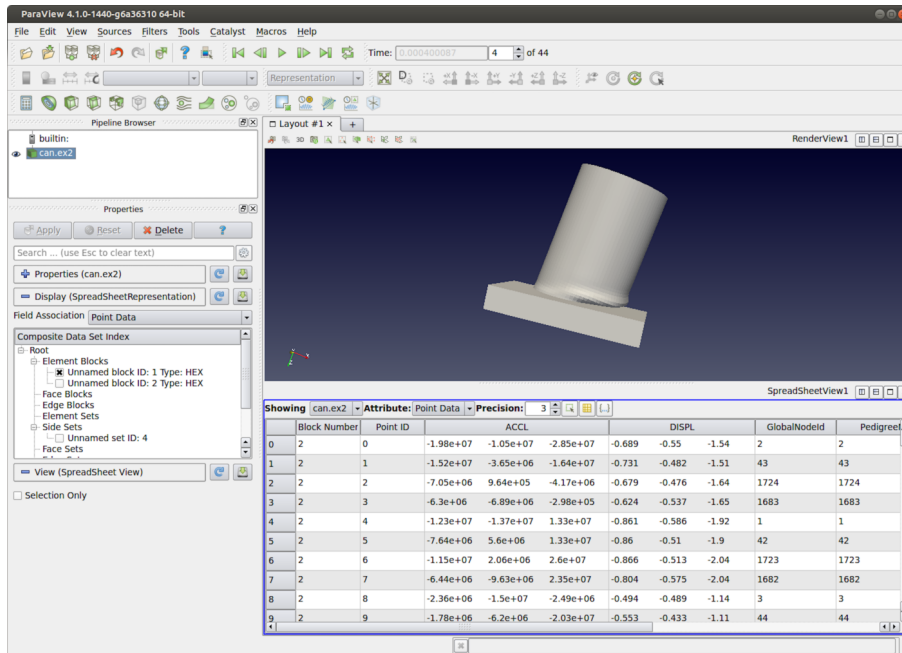 ParaView 4.1.0-1440-g6a36310 64-bit
File Edit View Sources Filters Tools Catalyst Macros Help
Time: 0.000400087 4 of 44
Representation
Pipeline Browser
builtin:
can.ex2
Properties
Apply Reset Delete ?
Search ... (use Esc to clear text)
Properties (can.ex2)
Display (SpreadSheetRepresentation)
Field Association Point Data
Composite Data Set Index
Root
Element Blocks
Unnamed block ID: 1 Type: HEX
Unnamed block ID: 2 Type: HEX
Face Blocks
Edge Blocks
Element Sets
Side Sets
Unnamed set ID: 4
Face Sets
View (SpreadSheet View)
Selection Only
Layout #1 × +
3D
RenderView1
SpreadSheetView1
Showing can.ex2 Attribute: Point Data Precision: 3
Block Number Point ID ACCL DISPL GlobalNodeId Pedigree
0 2 0 -1.98e+07 -1.05e+07 -2.85e+07 -0.689 -0.55 -1.54 2 2
1 2 1 -1.52e+07 -3.65e+06 -1.64e+07 -0.731 -0.482 -1.51 43 43
2 2 2 -7.05e+06 9.64e+05 -4.17e+06 -0.679 -0.476 -1.64 1724 1724
3 2 3 -6.3e+06 -6.89e+06 -2.98e+05 -0.624 -0.537 -1.65 1683 1683
4 2 4 -1.23e+07 -1.37e+07 1.33e+07 -0.861 -0.586 -1.92 1 1
5 2 5 -7.64e+06 5.6e+06 1.33e+07 -0.86 -0.51 -1.9 42 42
6 2 6 -1.15e+07 2.06e+06 2.6e+07 -0.866 -0.513 -2.04 1723 1723
7 2 7 -6.44e+06 -9.63e+06 2.35e+07 -0.804 -0.575 -2.04 1682 1682
8 2 8 -2.36e+06 -1.5e+07 -2.49e+06 -0.494 -0.489 -1.14 3 3
9 2 9 -1.78e+06 -6.2e+06 -2.03e+07 -0.553 -0.433 -1.11 44 44